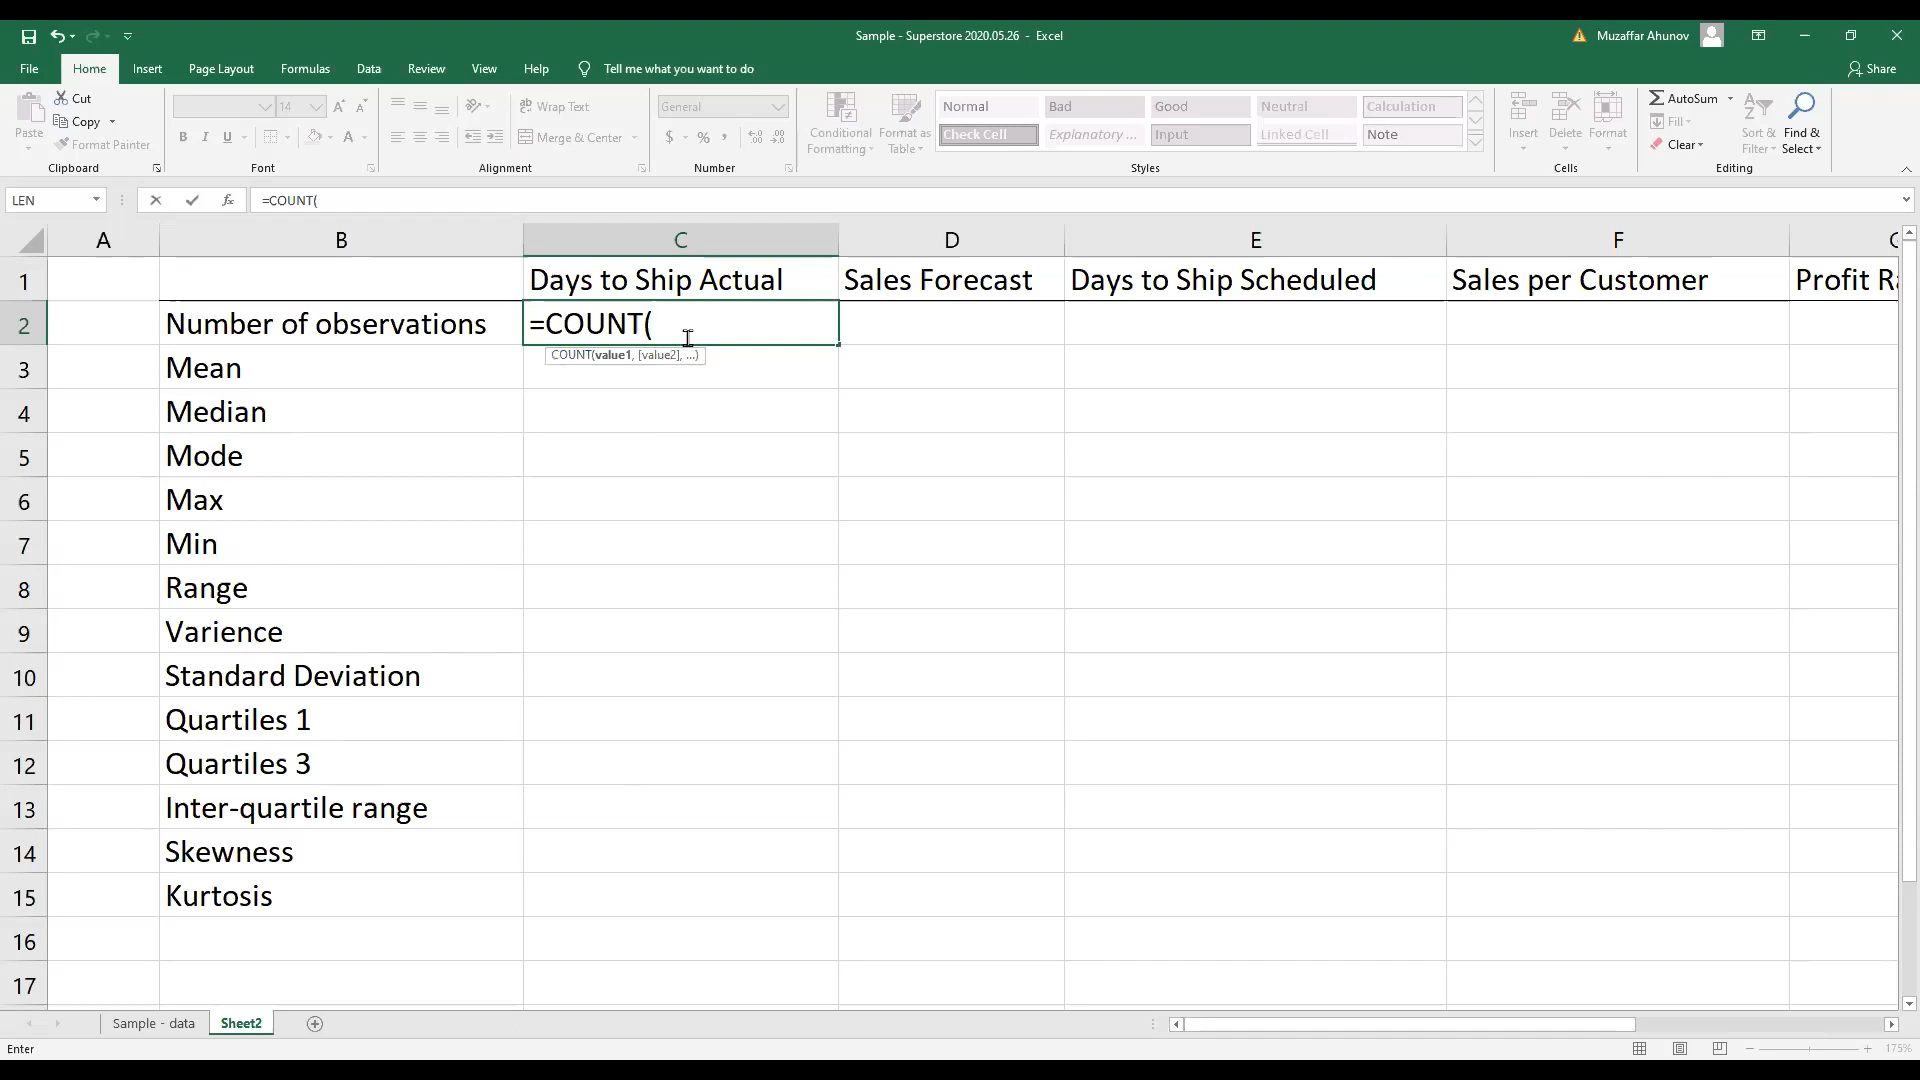 Sample - Superstore 2020.05.26 - Excel
Muzaffar Ahunov
File Home Insert Page Layout Formulas Data Review View Help Tell me what you want to do
Share
Paste
Cut
Copy
Format Painter
Clipboard
14
A A
B I U
Font
Wrap Text
Merge & Center
Alignment
General
$ % ,
Number
Conditional Formatting
Format as Table
Normal Bad Good Neutral Calculation
Check Cell Explanatory ... Input Linked Cell Note
Styles
Insert Delete Format
Cells
AutoSum
Fill
Clear
Sort & Filter
Find & Select
Editing
LEN
fx
=COUNT(
A B C D E F
1 Days to Ship Actual Sales Forecast Days to Ship Scheduled Sales per Customer Profit Ra
2 Number of observations =COUNT(
COUNT(value1, [value2], ...)
3 Mean
4 Median
5 Mode
6 Max
7 Min
8 Range
9 Varience
10 Standard Deviation
11 Quartiles 1
12 Quartiles 3
13 Inter-quartile range
14 Skewness
15 Kurtosis
16
17
Sample - data Sheet2
Enter
175%